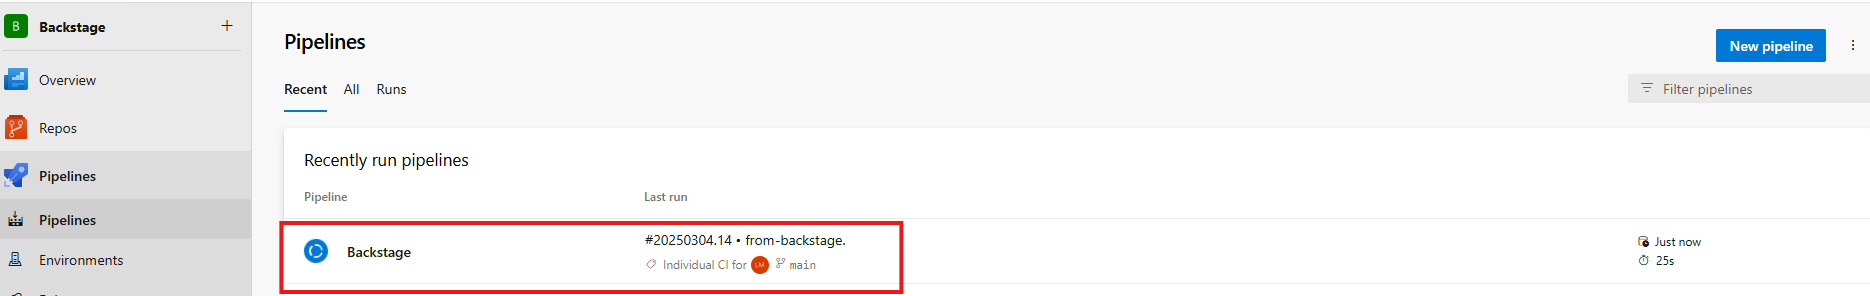 B Backstage +
Overview
Repos
Pipelines
Pipelines
Environments
Pipelines
New pipeline
Recent All Runs
Filter pipelines
Recently run pipelines
Pipeline Last run
Backstage
#20250304.14 • from-backstage.
Individual CI for LM main
Just now
25s